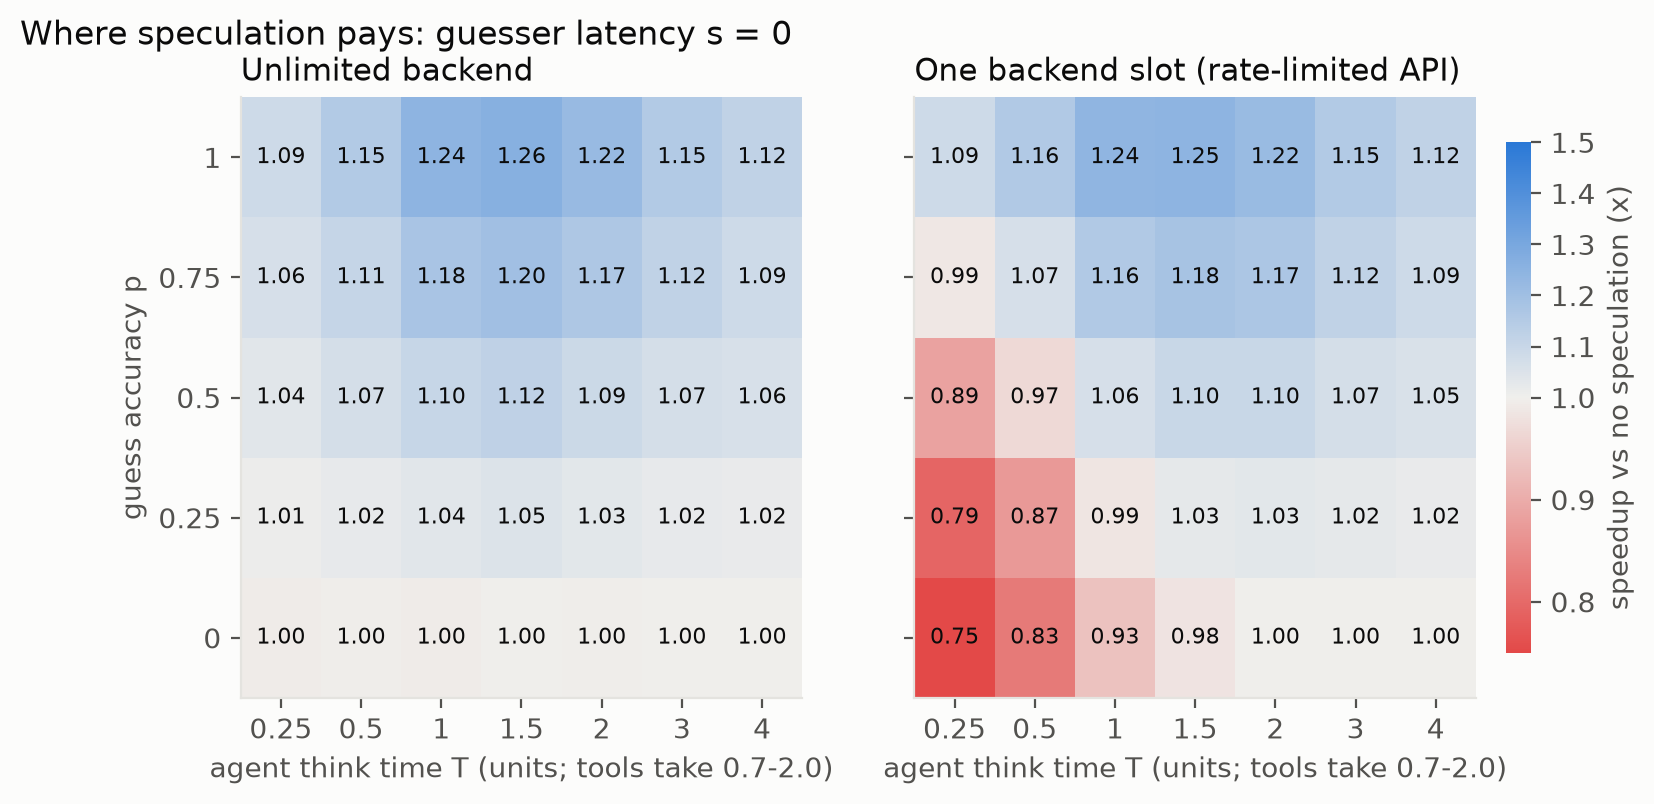 Where speculation pays: guesser latency s = 0
Unlimited backend
1 1.09 1.15 1.24 1.26 1.22 1.15 1.12
0.75 1.06 1.11 1.18 1.20 1.17 1.12 1.09
0.5 1.04 1.07 1.10 1.12 1.09 1.07 1.06
0.25 1.01 1.02 1.04 1.05 1.03 1.02 1.02
0 1.00 1.00 1.00 1.00 1.00 1.00 1.00
guess accuracy p
0.25 0.5 1 1.5 2 3 4
agent think time T (units; tools take 0.7-2.0)
One backend slot (rate-limited API)
1.09 1.16 1.24 1.25 1.22 1.15 1.12
0.99 1.07 1.16 1.18 1.17 1.12 1.09
0.89 0.97 1.06 1.10 1.10 1.07 1.05
0.79 0.87 0.99 1.03 1.03 1.02 1.02
0.75 0.83 0.93 0.98 1.00 1.00 1.00
0.25 0.5 1 1.5 2 3 4
agent think time T (units; tools take 0.7-2.0)
1.5
1.4
1.3
1.2
1.1
1.0
0.9
0.8
speedup vs no speculation (x)